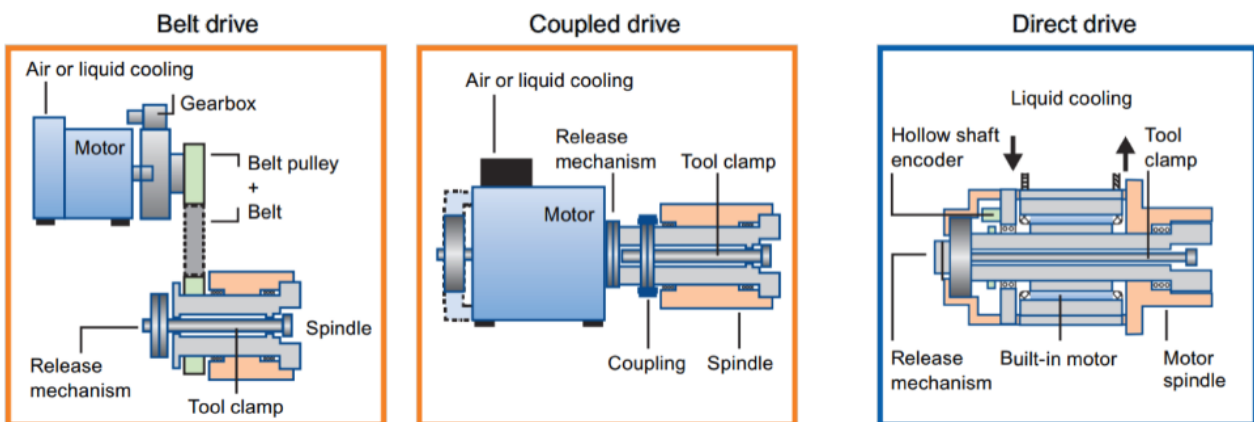 Belt drive
Air or liquid cooling
Gearbox
Motor
Belt pulley
+
Belt
Spindle
Release
mechanism
Tool clamp
Coupled drive
Air or liquid cooling
Release
mechanism
Tool clamp
Motor
Coupling
Spindle
Direct drive
Liquid cooling
Hollow shaft
encoder
Tool
clamp
Release
mechanism
Built-in motor
Motor
spindle